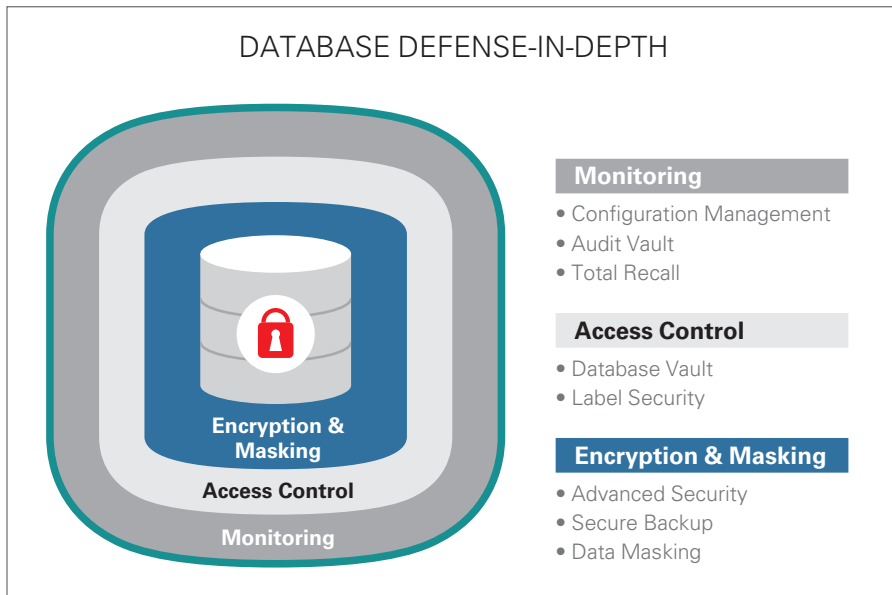 DATABASE DEFENSE-IN-DEPTH
Encryption &
Masking
Access Control
Monitoring
Monitoring
• Configuration Management
• Audit Vault
• Total Recall
Access Control
• Database Vault
• Label Security
Encryption & Masking
• Advanced Security
• Secure Backup
• Data Masking